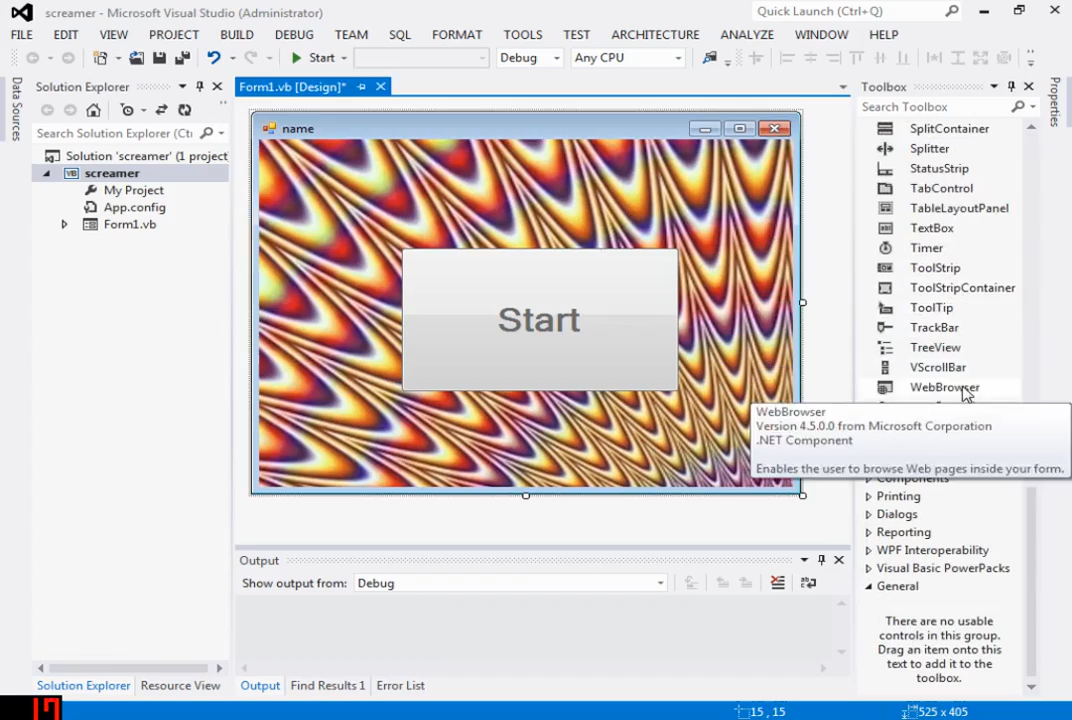 screamer - Microsoft Visual Studio (Administrator)
Quick Launch (Ctrl+Q)
FILE EDIT VIEW PROJECT BUILD DEBUG TEAM SQL FORMAT TOOLS TEST ARCHITECTURE ANALYZE WINDOW HELP
Start Debug Any CPU
Data Sources
Solution Explorer
Search Solution Explorer (Ctrl
Solution 'screamer' (1 project
screamer
My Project
App.config
Form1.vb
Form1.vb [Design]*
name
Start
Toolbox
Search Toolbox
SplitContainer
Splitter
StatusStrip
TabControl
TableLayoutPanel
TextBox
Timer
ToolStrip
ToolStripContainer
ToolTip
TrackBar
TreeView
VScrollBar
WebBrowser
WebBrowser
Version 4.5.0.0 from Microsoft Corporation
.NET Component
Enables the user to browse Web pages inside your form.
Components
Printing
Dialogs
Reporting
WPF Interoperability
Visual Basic PowerPacks
General
There are no usable
controls in this group.
Drag an item onto this
text to add it to the
toolbox.
Properties
Output
Show output from: Debug
Solution Explorer Resource View
Output Find Results 1 Error List
15 , 15
525 x 405